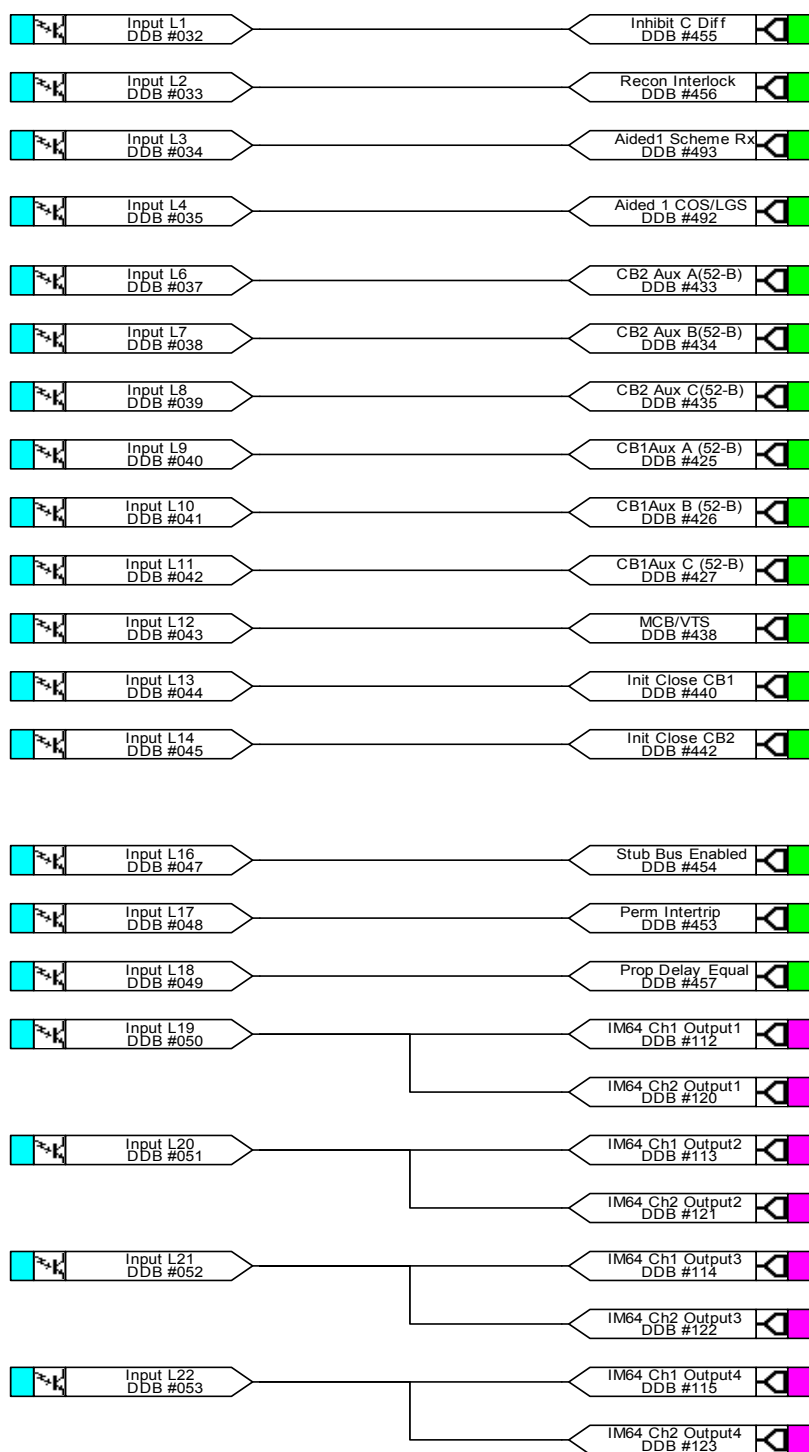 Input L1
DDB #032
Inhibit C Diff
DDB #455
Input L2
DDB #033
Recon Interlock
DDB #456
Input L3
DDB #034
Aided1 Scheme Rx
DDB #493
Input L4
DDB #035
Aided 1 COS/LGS
DDB #492
Input L6
DDB #037
CB2 Aux A(52-B)
DDB #433
Input L7
DDB #038
CB2 Aux B(52-B)
DDB #434
Input L8
DDB #039
CB2 Aux C(52-B)
DDB #435
Input L9
DDB #040
CB1Aux A (52-B)
DDB #425
Input L10
DDB #041
CB1Aux B (52-B)
DDB #426
Input L11
DDB #042
CB1Aux C (52-B)
DDB #427
Input L12
DDB #043
MCB/VTS
DDB #438
Input L13
DDB #044
Init Close CB1
DDB #440
Input L14
DDB #045
Init Close CB2
DDB #442
Input L16
DDB #047
Stub Bus Enabled
DDB #454
Input L17
DDB #048
Perm Intertrip
DDB #453
Input L18
DDB #049
Prop Delay Equal
DDB #457
Input L19
DDB #050
IM64 Ch1 Output1
DDB #112
IM64 Ch2 Output1
DDB #120
Input L20
DDB #051
IM64 Ch1 Output2
DDB #113
IM64 Ch2 Output2
DDB #121
Input L21
DDB #052
IM64 Ch1 Output3
DDB #114
IM64 Ch2 Output3
DDB #122
Input L22
DDB #053
IM64 Ch1 Output4
DDB #115
IM64 Ch2 Output4
DDB #123